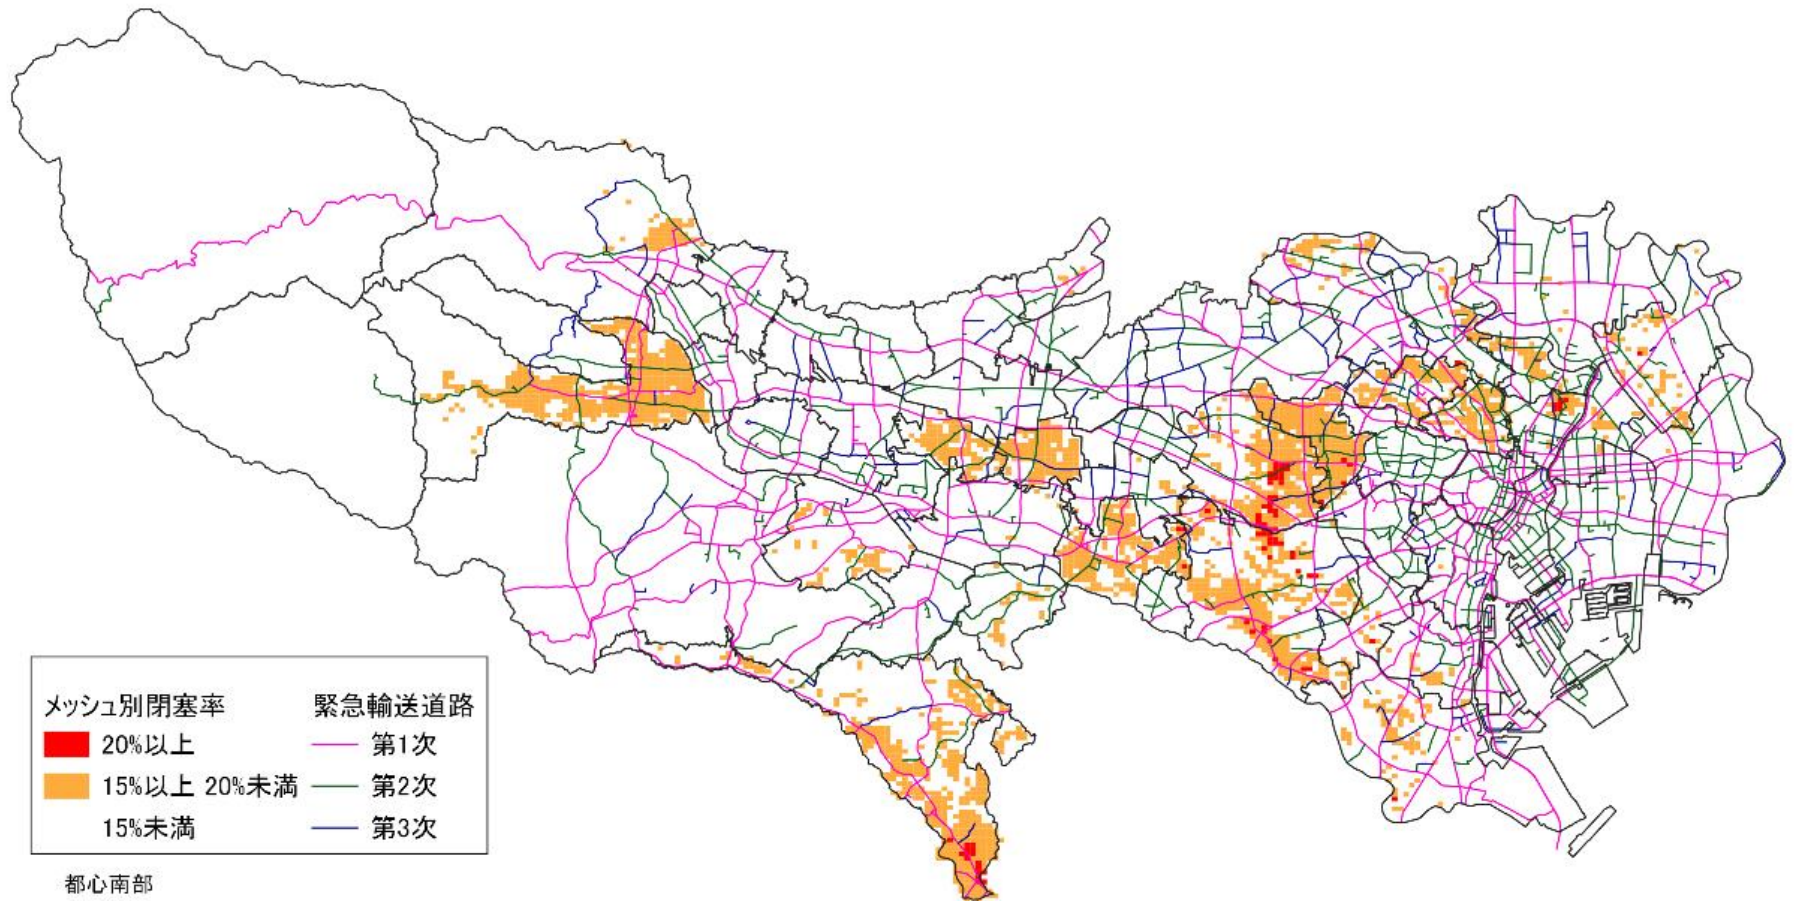 メッシュ別閉塞率
20%以上
15%以上 20%未満
15%未満
緊急輸送道路
第1次
第2次
第3次
都心南部